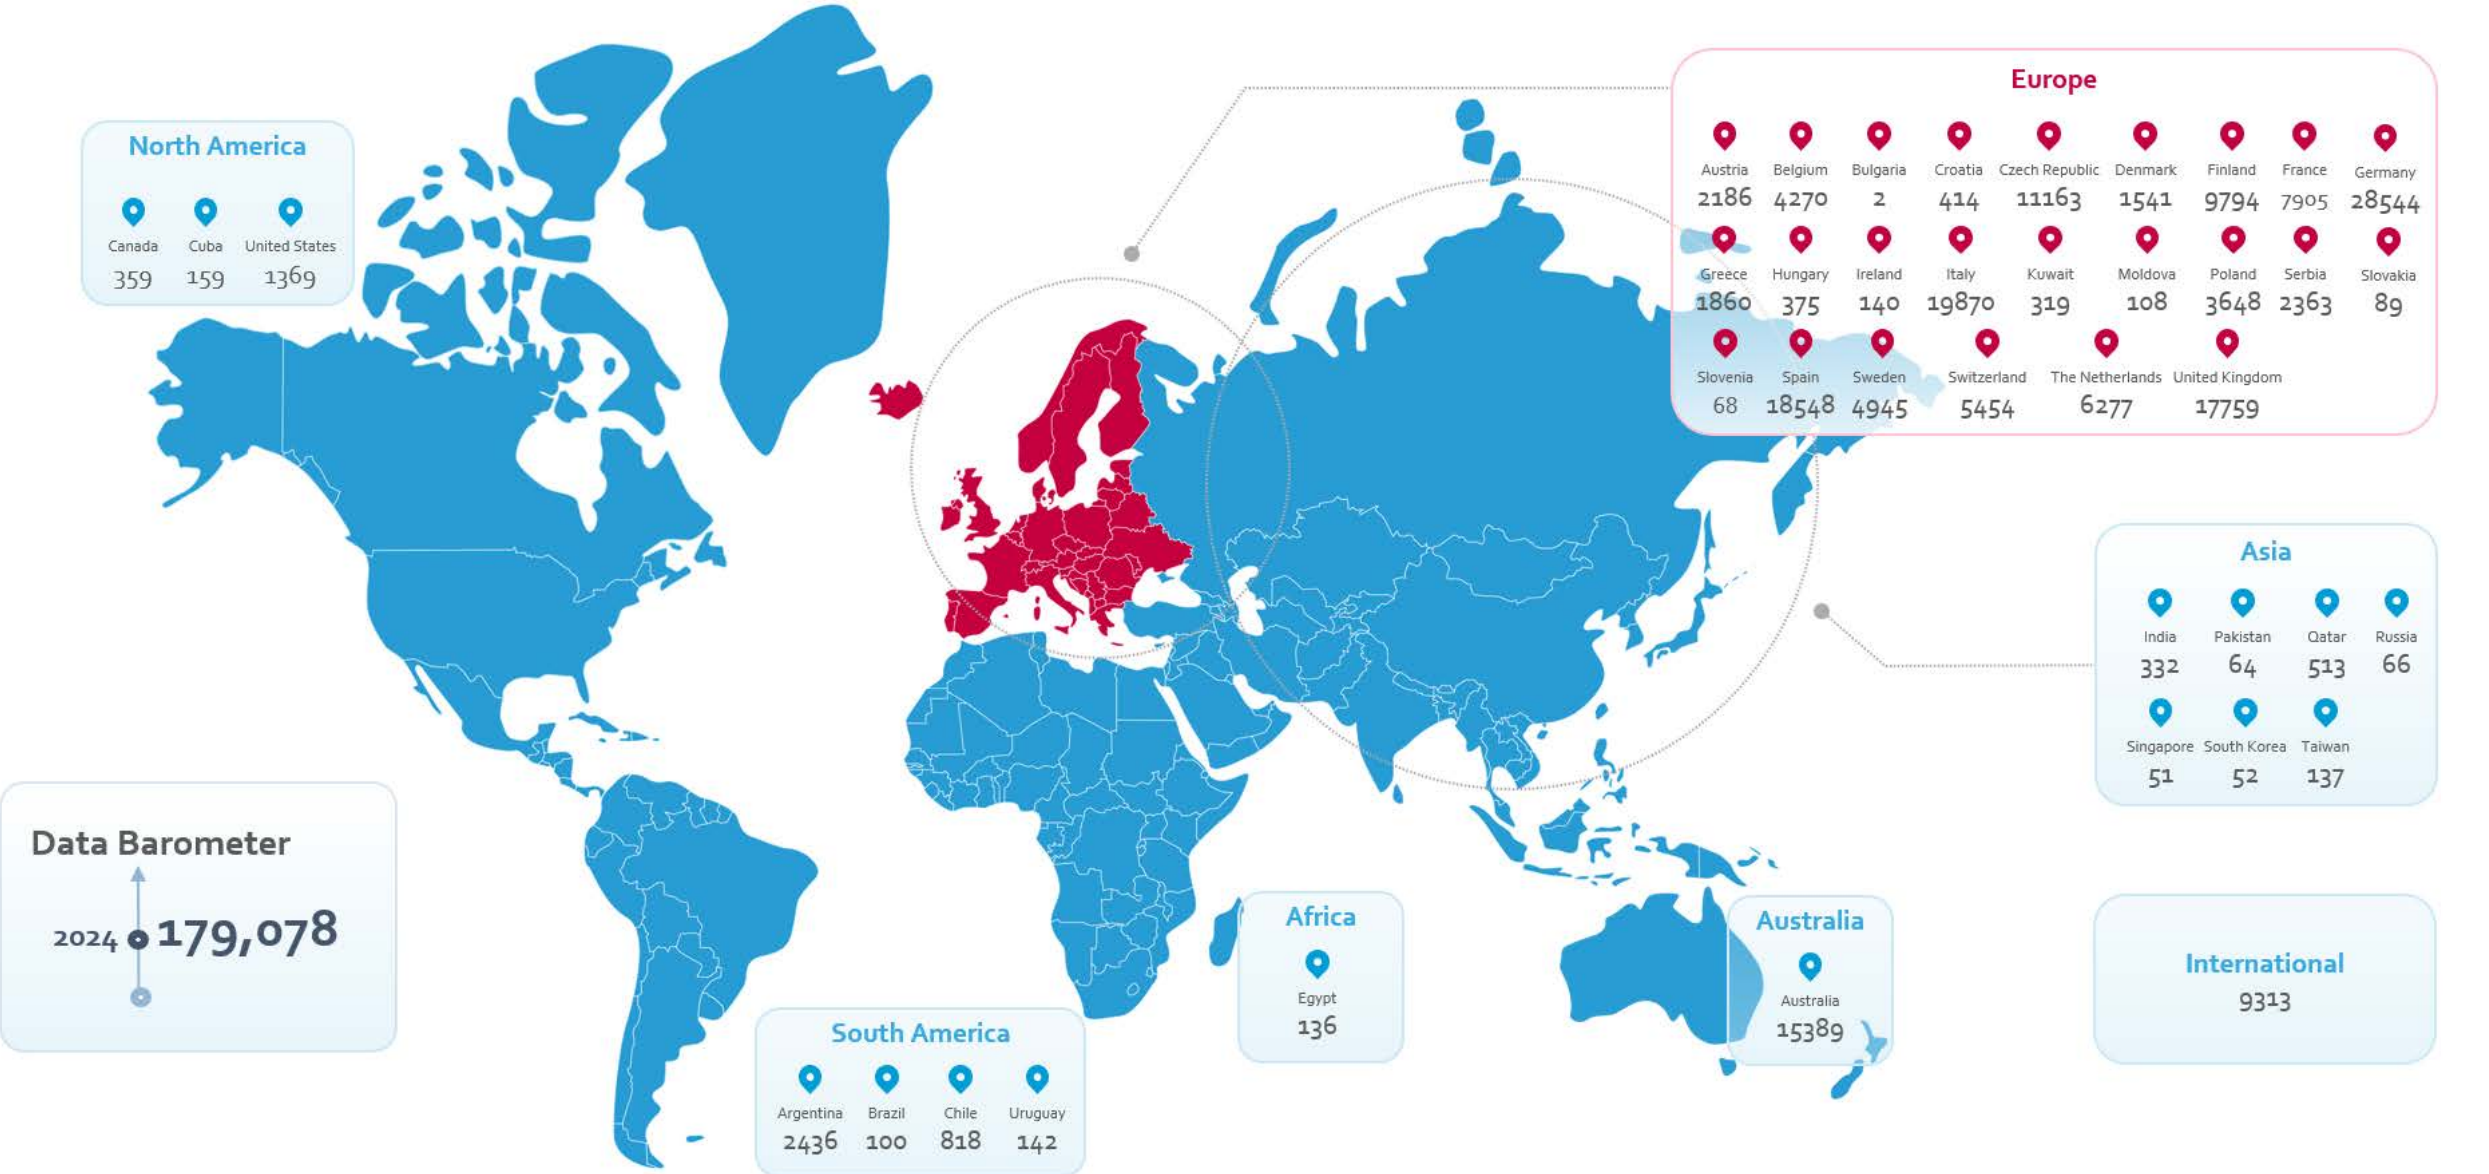 Europe
Austria Belgium Bulgaria Croatia Czech Republic Denmark Finland France Germany
2186 4270 2 414 11163 1541 9794 7905 28544
Greece Hungary Ireland Italy Kuwait Moldova Poland Serbia Slovakia
1860 375 140 19870 319 108 3648 2363 89
Slovenia Spain Sweden Switzerland The Netherlands United Kingdom
68 18548 4945 5454 6277 17759
North America
Canada Cuba United States
359 159 1369
Asia
India Pakistan Qatar Russia
332 64 513 66
Singapore South Korea Taiwan
51 52 137
Data Barometer
2024 179,078
Africa
Egypt
136
Australia
Australia
15389
International
9313
South America
Argentina Brazil Chile Uruguay
2436 100 818 142